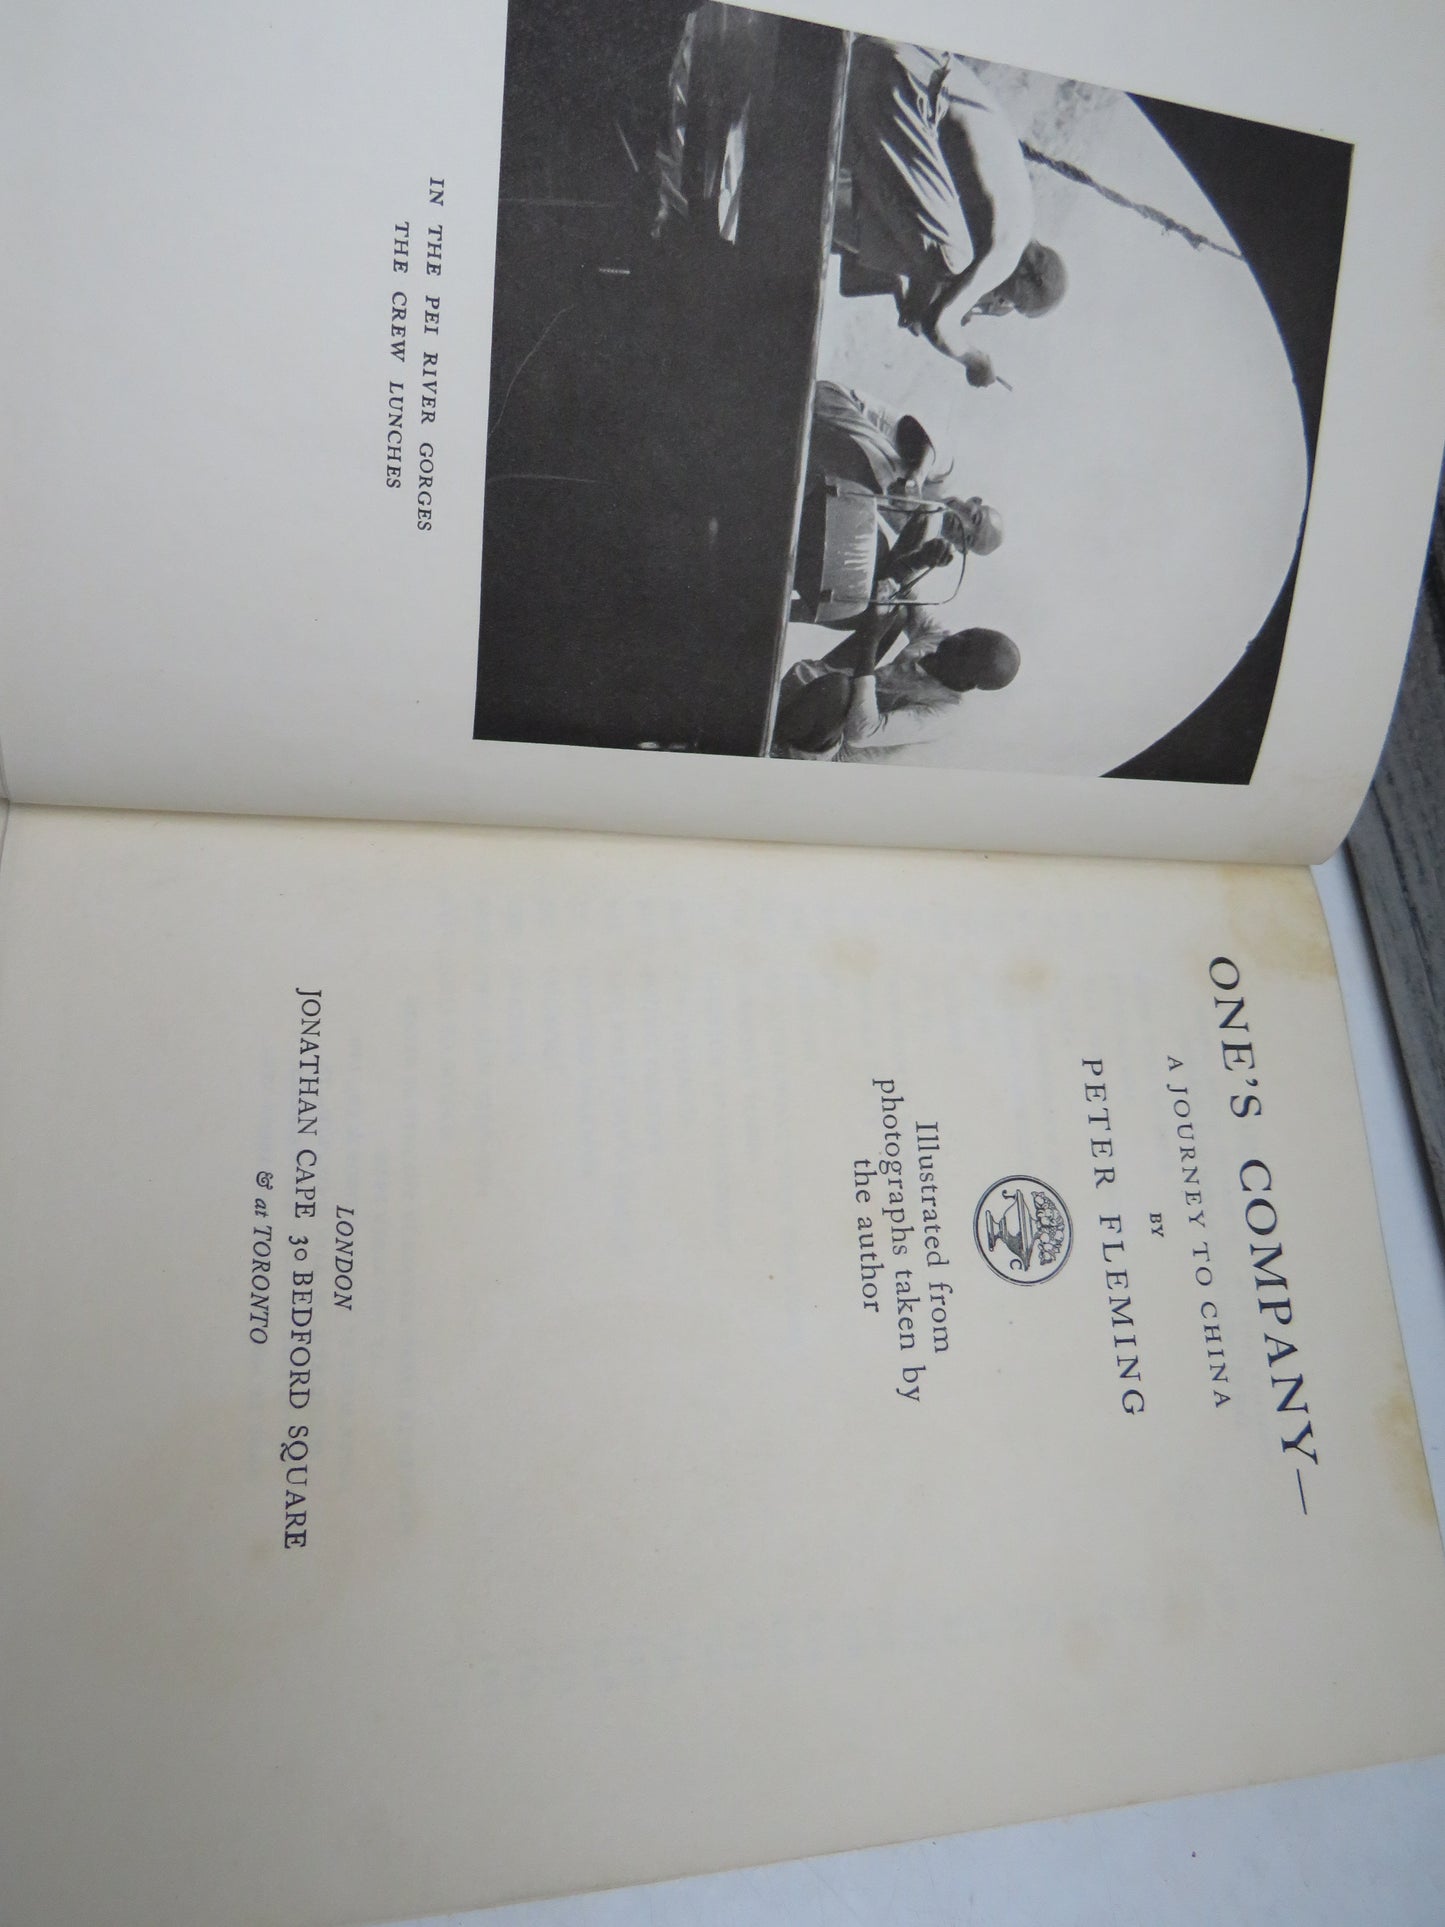 IN THE PEI RIVER GORGES
THE CREW LUNCHES
ONE'S COMPANY—
A JOURNEY TO CHINA
BY
PETER FLEMING
J C
Illustrated from
photographs taken by
the author
LONDON
JONATHAN CAPE 30 BEDFORD SQUARE
& at TORONTO